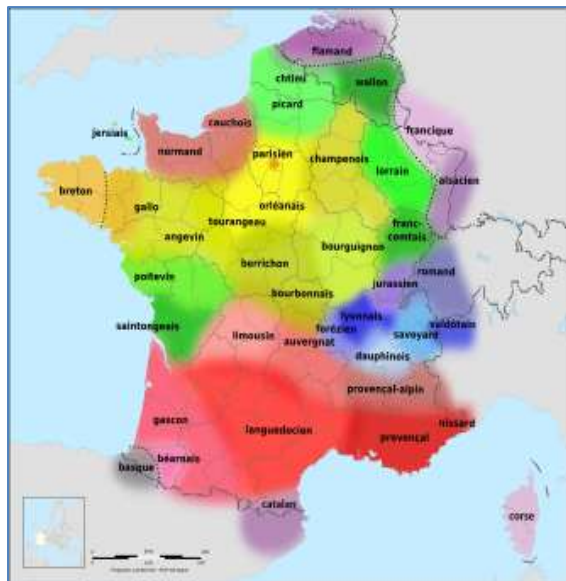 flamand
chtimi
wallon
picard
cauchois
francique
jersiais
normand
parisien
champenois
lorrain
alsacien
breton
gallo
orléanais
tourangeau
franc-
comtois
angevin
bourguignon
berrichon
romand
poitevin
jurassien
bourbonnais
lyonnais
valdôtain
saintongeais
forézien
savoyard
limousin
auvergnat
dauphinois
provençal-alpin
nissard
gascon
languedocien
provençal
béarnais
basque
catalan
corse